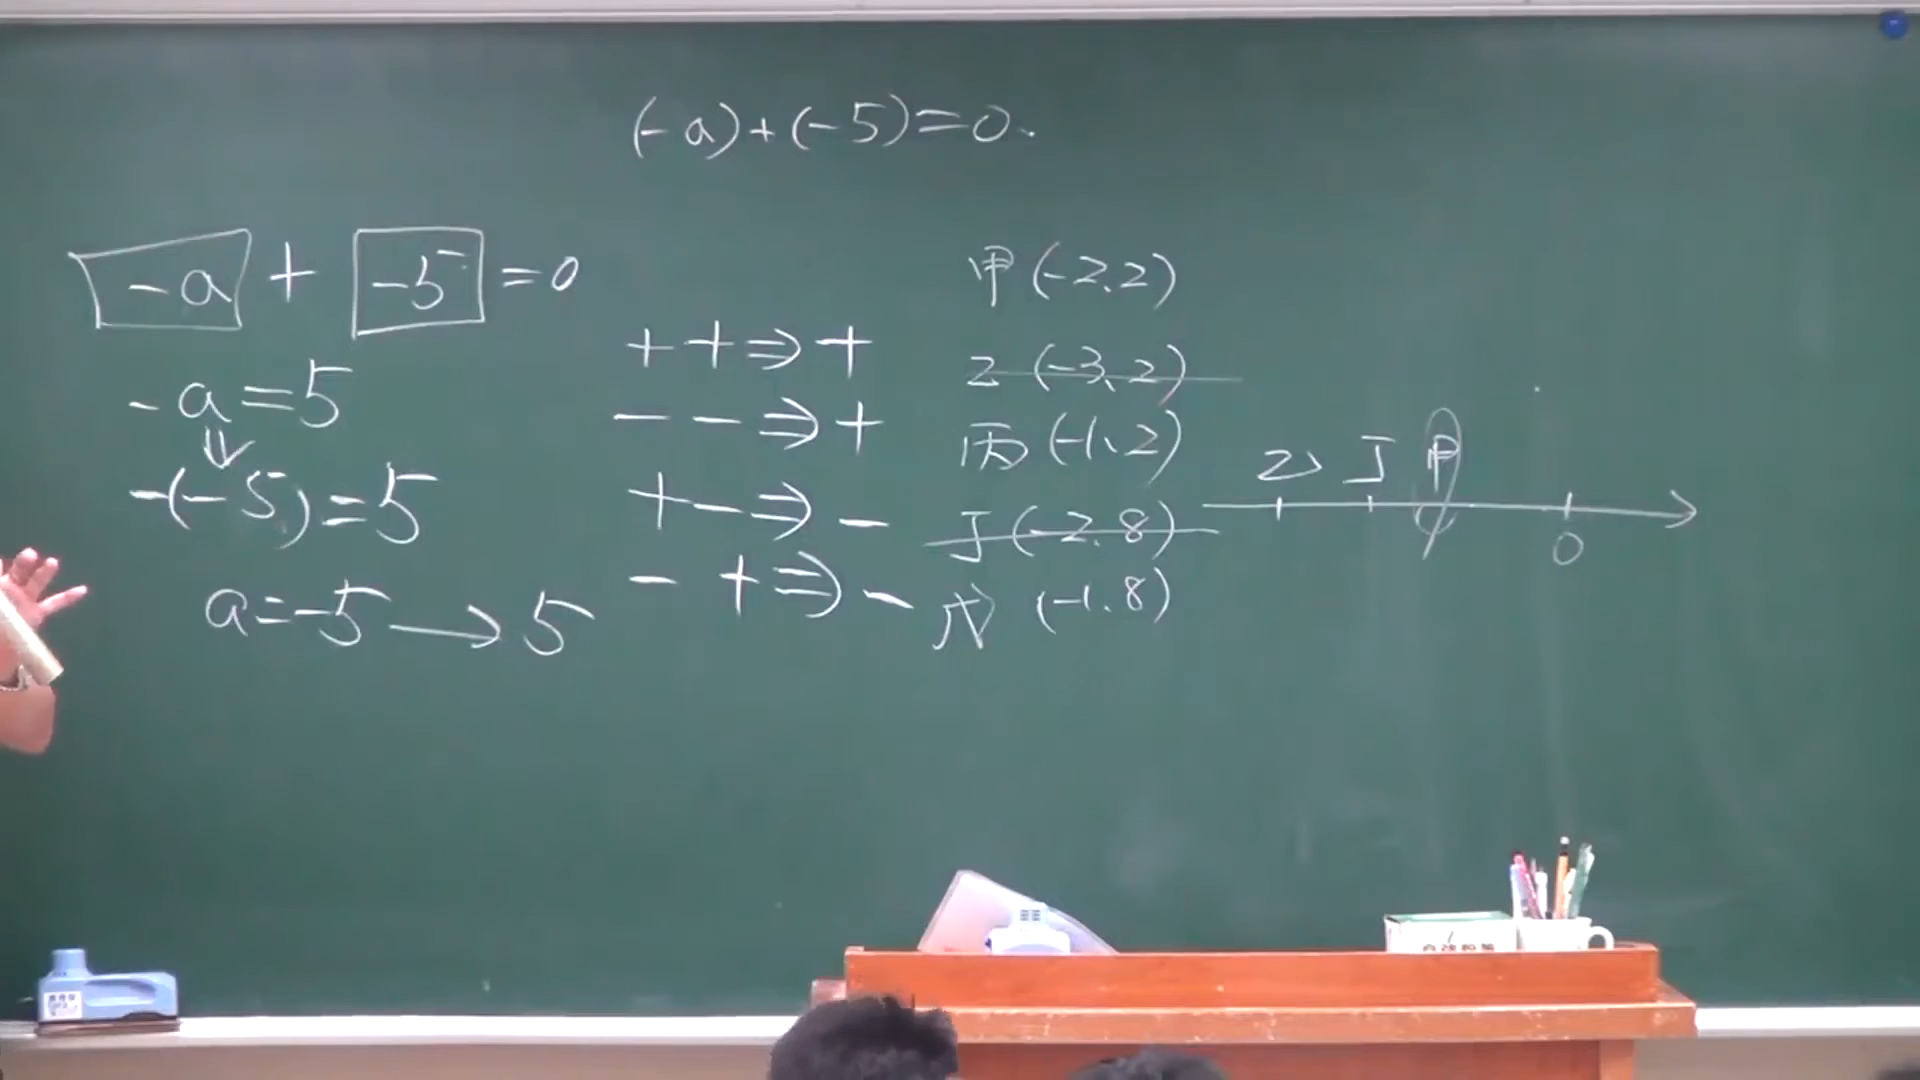 (-a)+(-5)=0.
-a + -5 =0
-a=5
⇓
-(-5)=5
a=-5→5
++⇒+
--⇒+
+-⇒-
-+⇒-
甲(-2.2)
乙(-3.2)
丙(-1.2)
丁(-2.8)
戊(-1.8)
乙 丁 甲
0